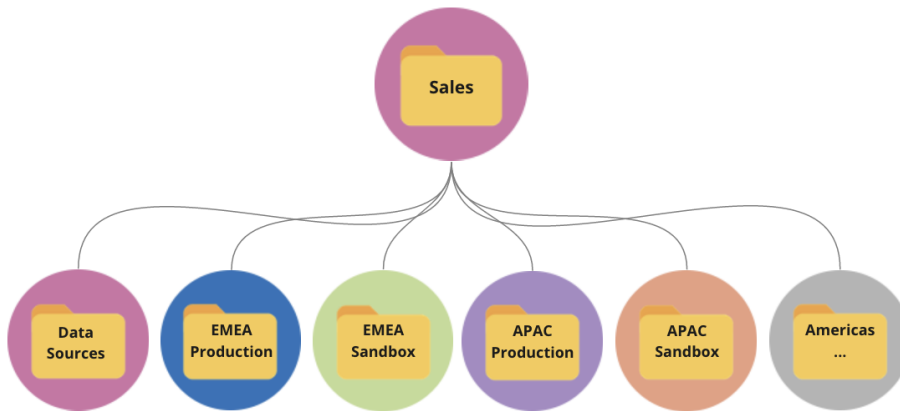 Sales
Data
Sources
EMEA
Production
EMEA
Sandbox
APAC
Production
APAC
Sandbox
Americas
...